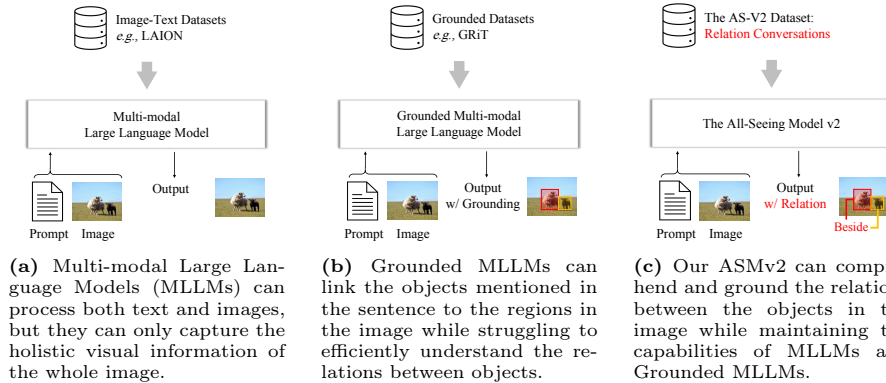 Image-Text Datasets
e.g., LAION
Multi-modal
Large Language Model
Output
Prompt Image
(a) Multi-modal Large Lan-
guage Models (MLLMs) can
process both text and images,
but they can only capture the
holistic visual information of
the whole image.
Grounded Datasets
e.g., GRiT
Grounded Multi-modal
Large Language Model
Output
w/ Grounding
Prompt Image
(b) Grounded MLLMs can
link the objects mentioned in
the sentence to the regions in
the image while struggling to
efficiently understand the re-
lations between objects.
The AS-V2 Dataset:
Relation Conversations
The All-Seeing Model v2
Output
w/ Relation
Prompt Image
Beside
(c) Our ASMv2 can compr
hend and ground the relatio
between the objects in t
image while maintaining t
capabilities of MLLMs a
Grounded MLLMs.